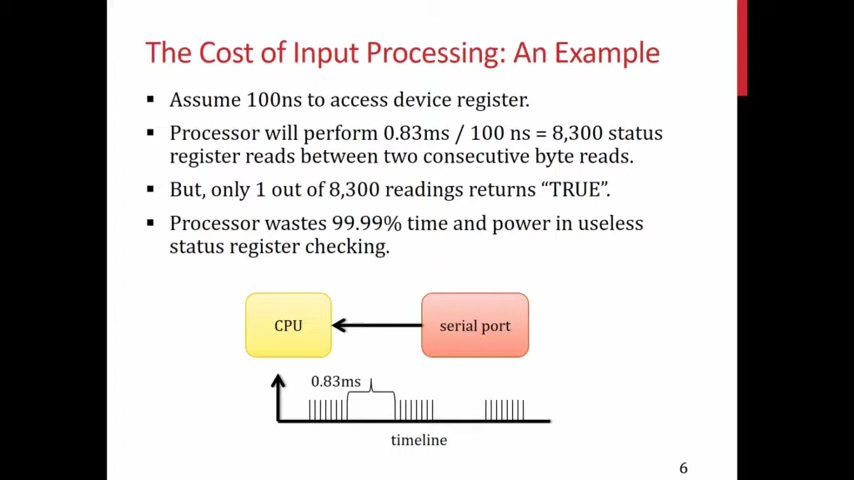 The Cost of Input Processing: An Example
▪ Assume 100ns to access device register.
▪ Processor will perform 0.83ms / 100 ns = 8,300 status
register reads between two consecutive byte reads.
▪ But, only 1 out of 8,300 readings returns “TRUE”.
▪ Processor wastes 99.99% time and power in useless
status register checking.
CPU
serial port
0.83ms
timeline
6